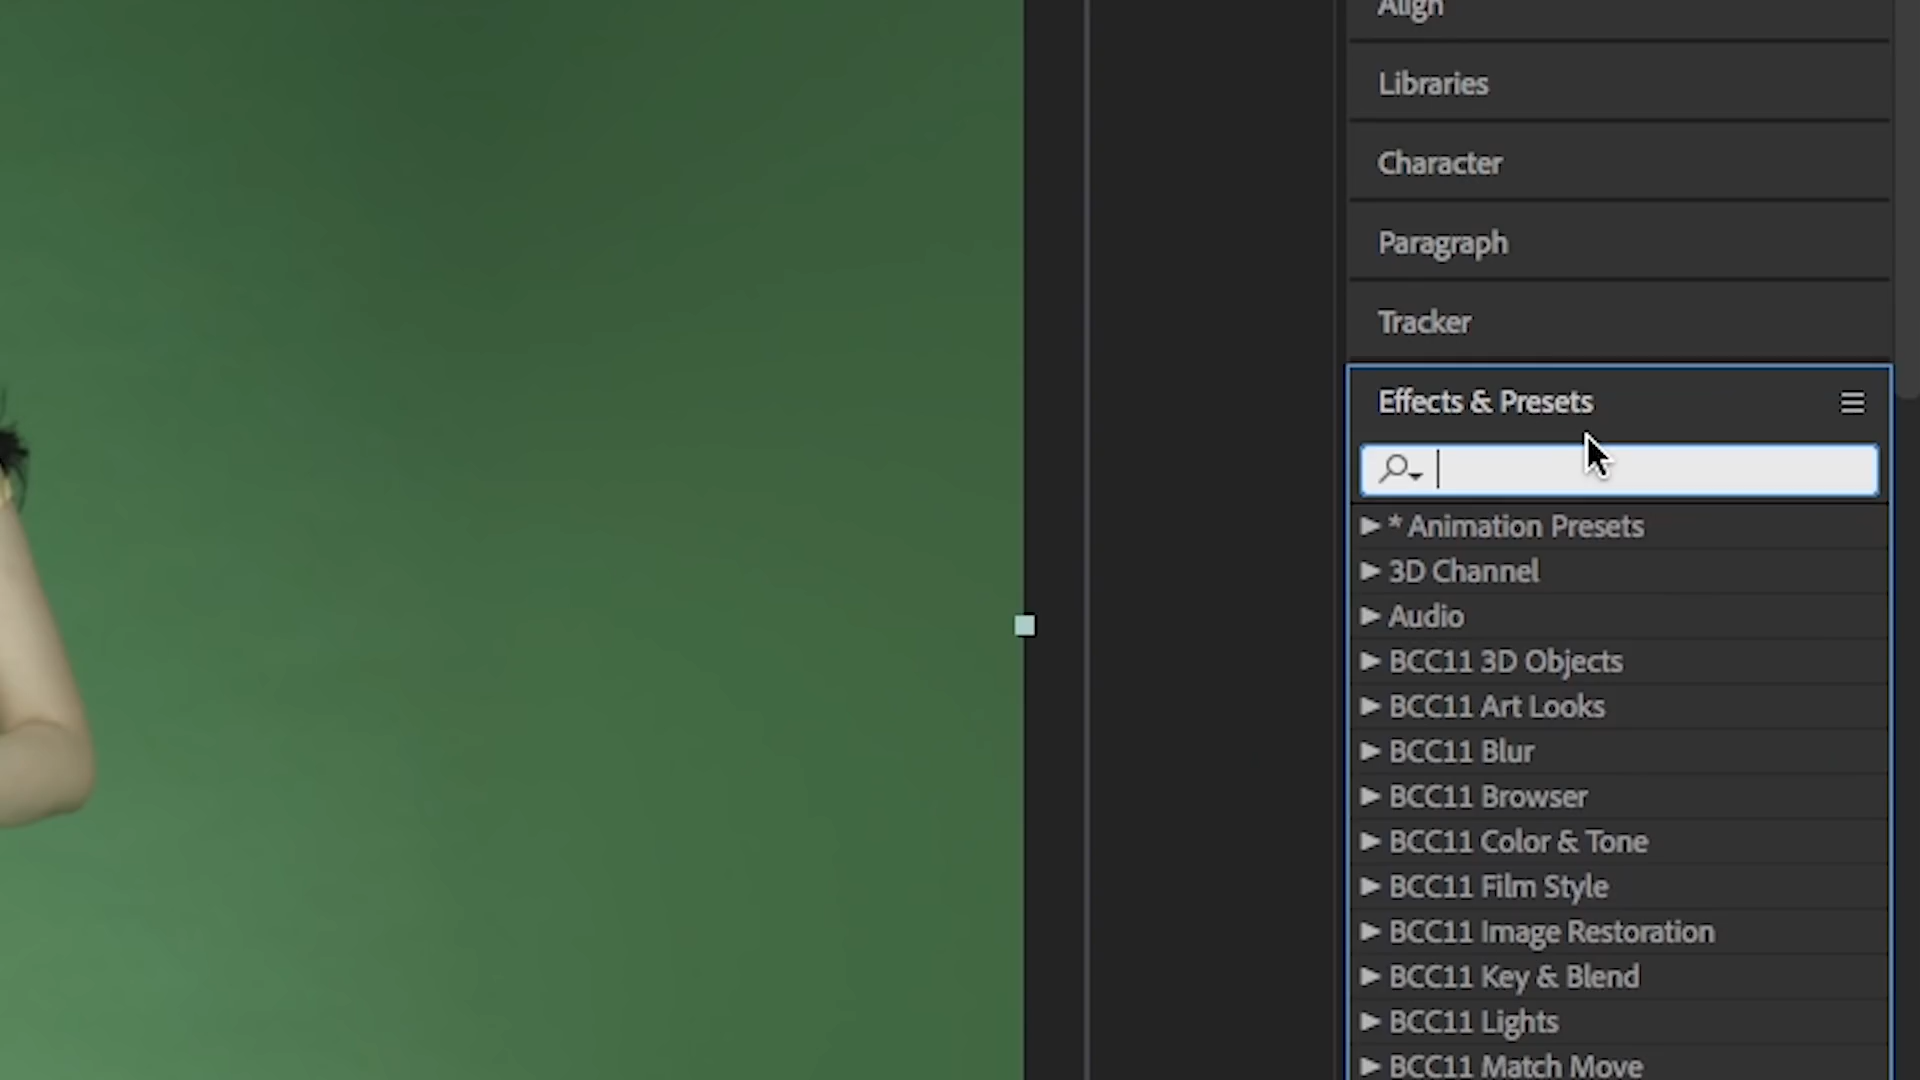 Align
Libraries
Character
Paragraph
Tracker
Effects & Presets
* Animation Presets
3D Channel
Audio
BCC11 3D Objects
BCC11 Art Looks
BCC11 Blur
BCC11 Browser
BCC11 Color & Tone
BCC11 Film Style
BCC11 Image Restoration
BCC11 Key & Blend
BCC11 Lights
BCC11 Match Move